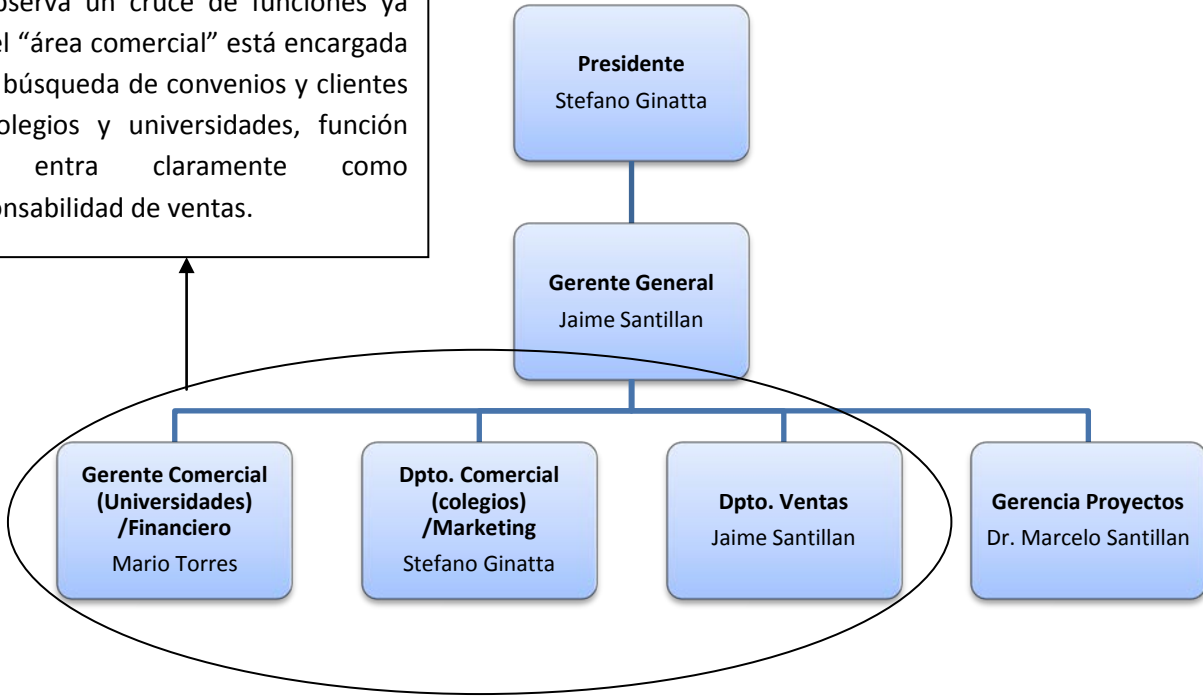 observa un cruce de funciones ya
el “área comercial” está encargada
búsqueda de convenios y clientes
olegios y universidades, función
entra claramente como
onsabilidad de ventas.
Presidente
Stefano Ginatta
Gerente General
Jaime Santillan
Gerente Comercial
(Universidades)
/Financiero
Mario Torres
Dpto. Comercial
(colegios)
/Marketing
Stefano Ginatta
Dpto. Ventas
Jaime Santillan
Gerencia Proyectos
Dr. Marcelo Santillan